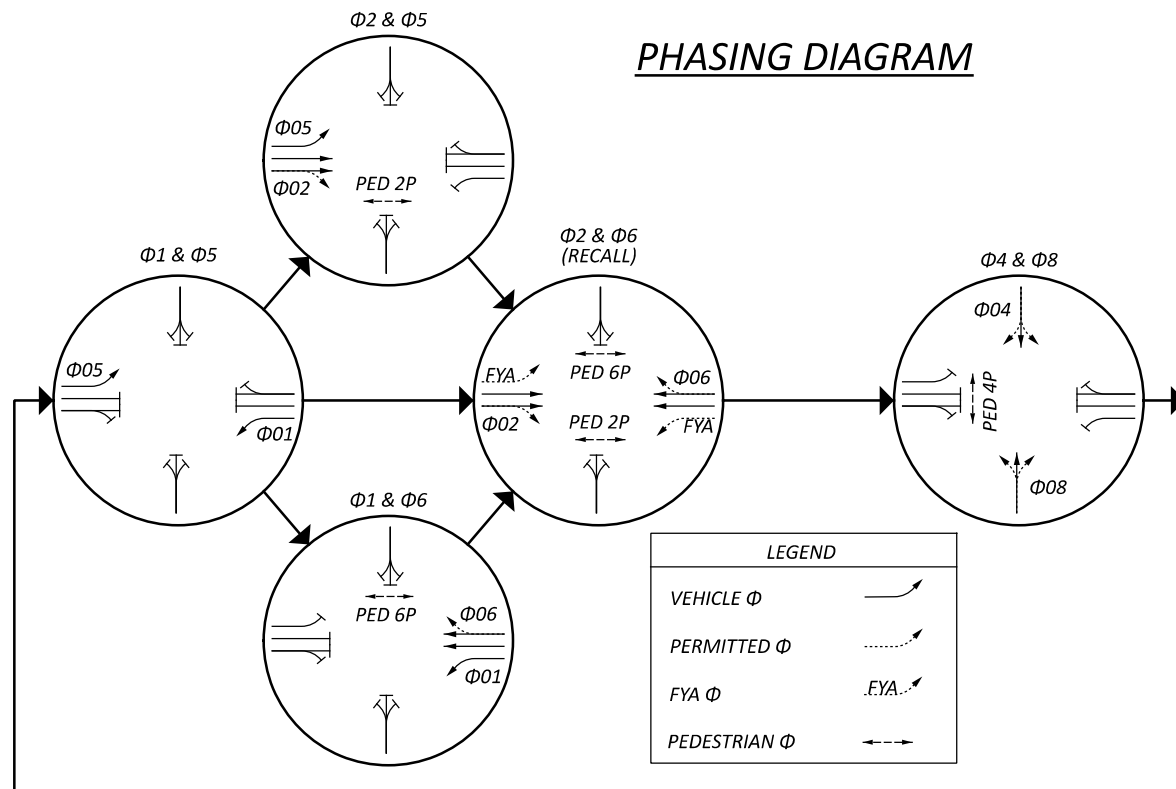 PHASING DIAGRAM
Φ2 & Φ5
Φ05
Φ02
PED 2P
Φ1 & Φ5
Φ05
Φ01
Φ2 & Φ6
(RECALL)
PED 6P
FYA
Φ06
Φ02
PED 2P
FYA
Φ4 & Φ8
Φ04
PED 4P
Φ08
Φ1 & Φ6
PED 6P
Φ06
Φ01
LEGEND
VEHICLE Φ
PERMITTED Φ
FYA Φ FYA
PEDESTRIAN Φ